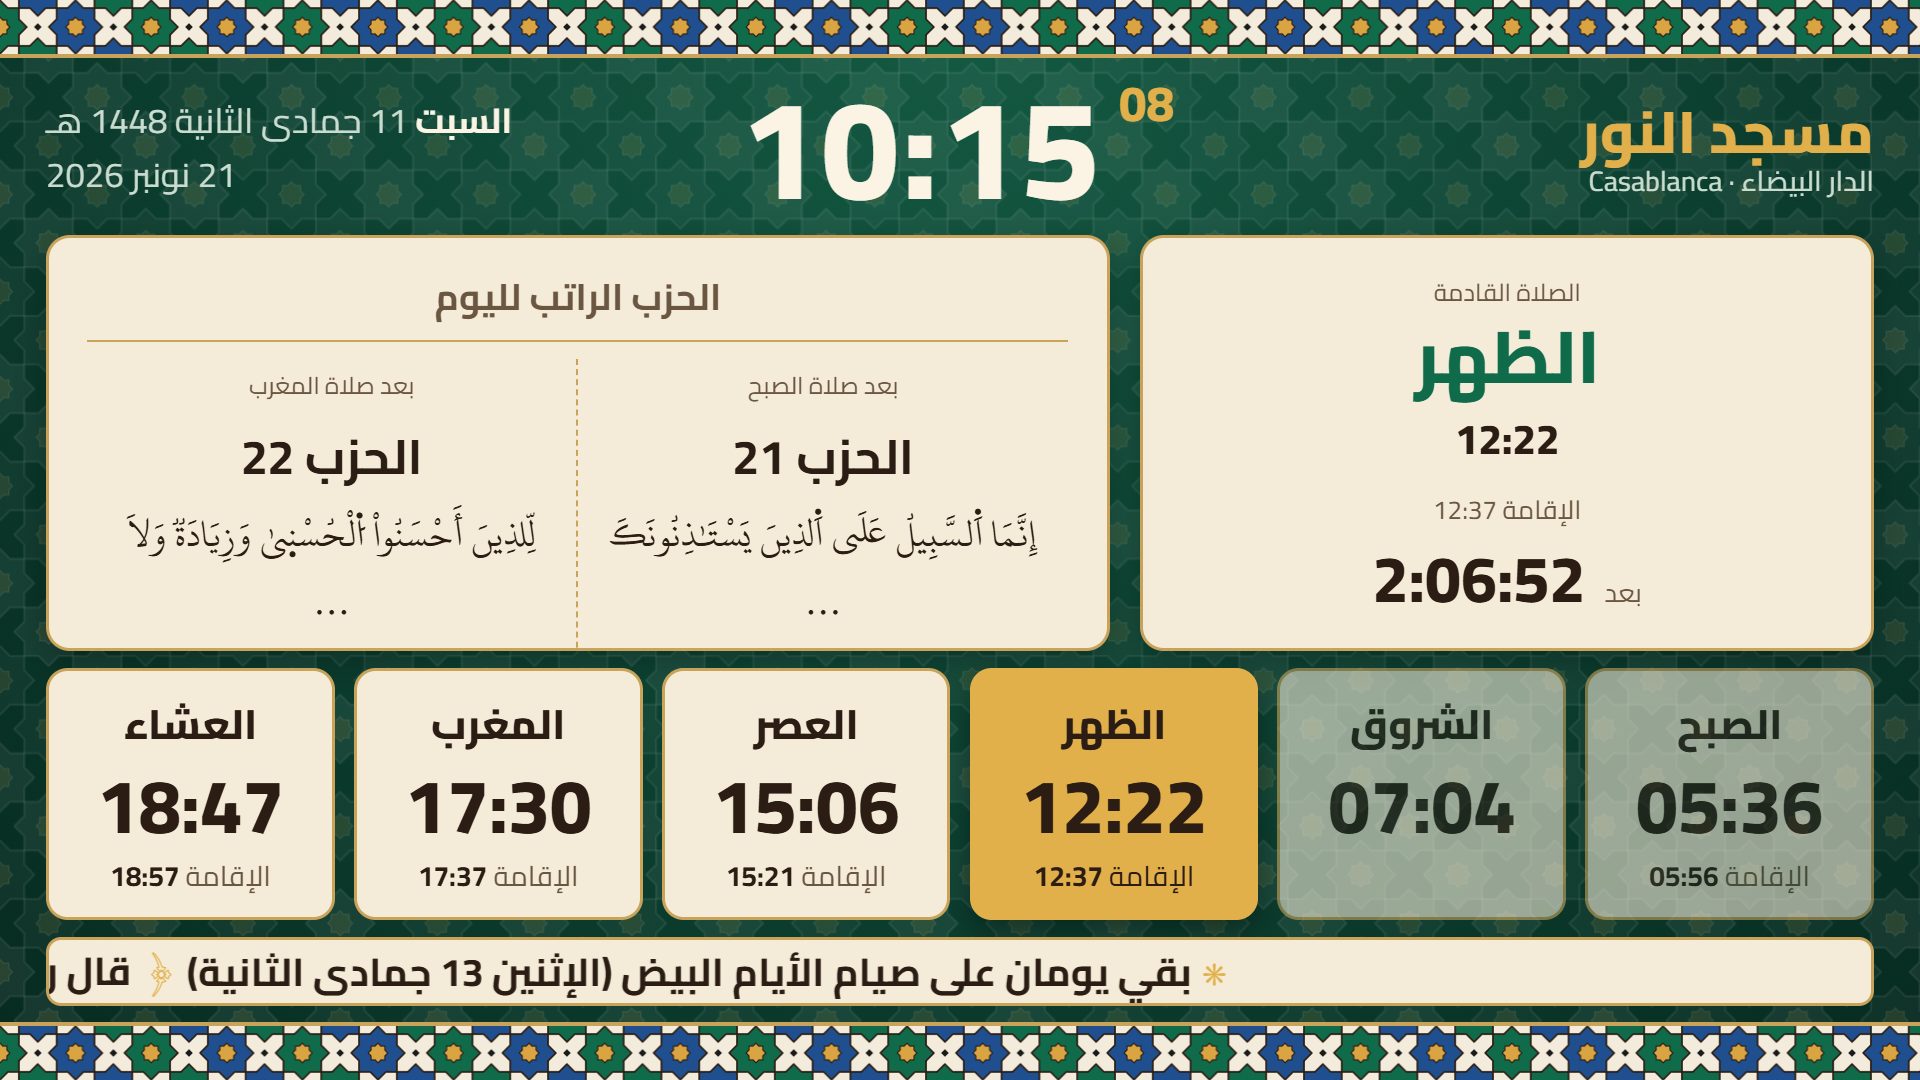 مسجد النور
الدار البيضاء · Casablanca
10:15 08
السبت 11 جمادى الثانية 1448 هـ
21 نونبر 2026
الصلاة القادمة
الظهر
12:22
الإقامة 12:37
بعد 2:06:52
الحزب الراتب لليوم
بعد صلاة الصبح
الحزب 21
إِنَّمَا اَ۬لسَّبِيلُ عَلَى اَ۬لذِينَ يَسْتَـٰذِنُونَكَ
...
بعد صلاة المغرب
الحزب 22
لِّلذِينَ أَحْسَنُواْ اُ۬لْحُسْن۪يٰ وَزِيَادَةٞ وَلَا
...
الصبح
05:36
الإقامة 05:56
الشروق
07:04
الظهر
12:22
الإقامة 12:37
العصر
15:06
الإقامة 15:21
المغرب
17:30
الإقامة 17:37
العشاء
18:47
الإقامة 18:57
بقي يومان على صيام الأيام البيض (الإثنين 13 جمادى الثانية) ﴿ قال